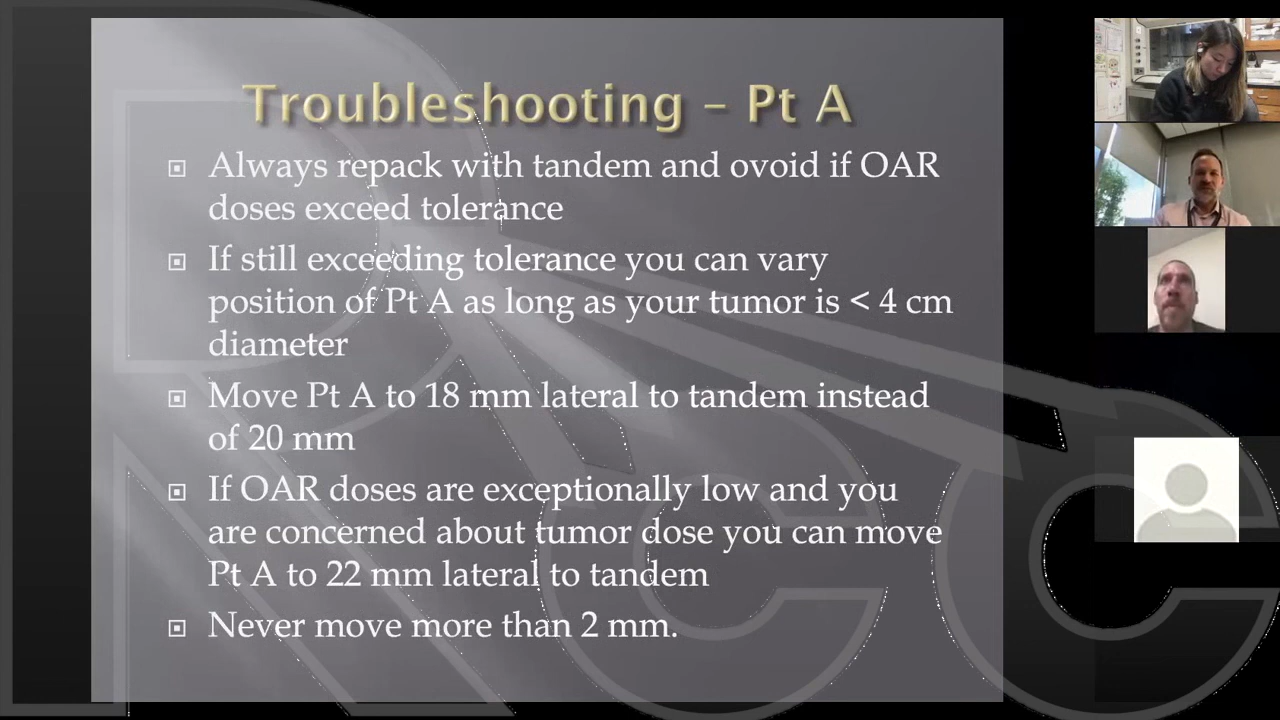 Troubleshooting – Pt A
Always repack with tandem and ovoid if OAR
doses exceed tolerance
If still exceeding tolerance you can vary
position of Pt A as long as your tumor is < 4 cm
diameter
Move Pt A to 18 mm lateral to tandem instead
of 20 mm
If OAR doses are exceptionally low and you
are concerned about tumor dose you can move
Pt A to 22 mm lateral to tandem
Never move more than 2 mm.